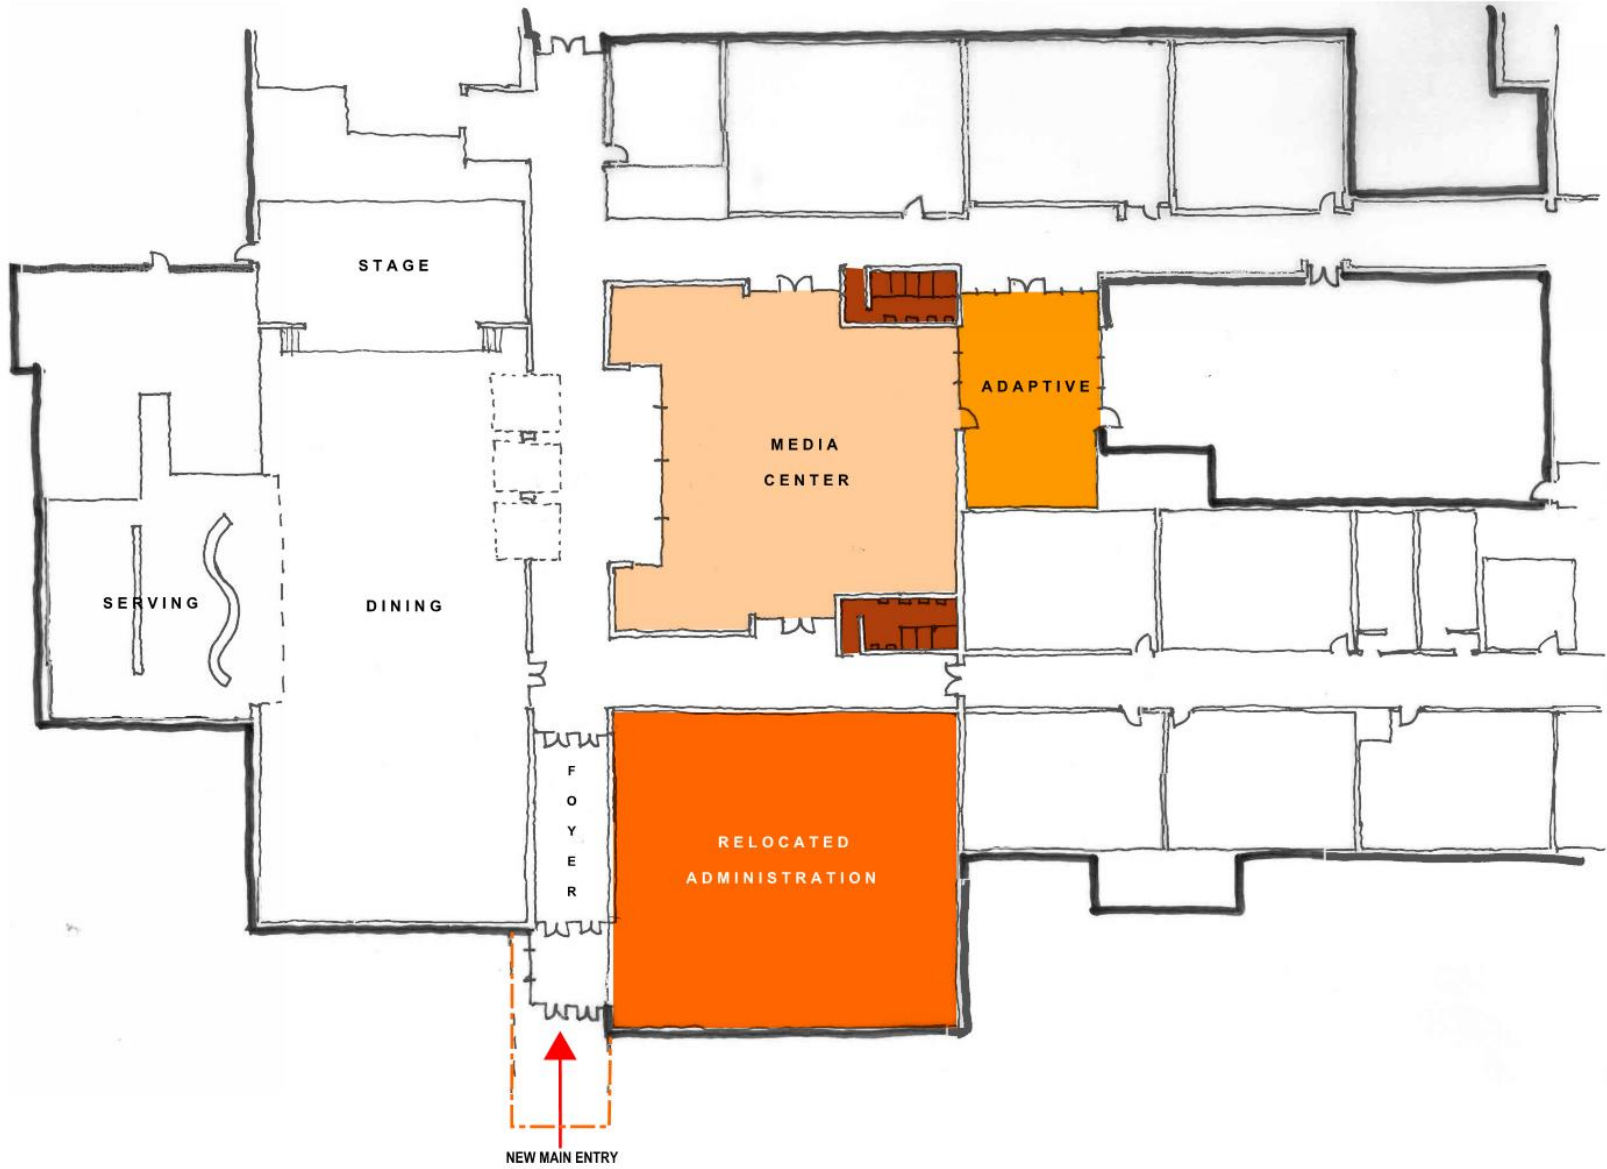 STAGE
ADAPTIVE
MEDIA
CENTER
SERVING
DINING
F
O
Y
E
R
RELOCATED
ADMINISTRATION
NEW MAIN ENTRY